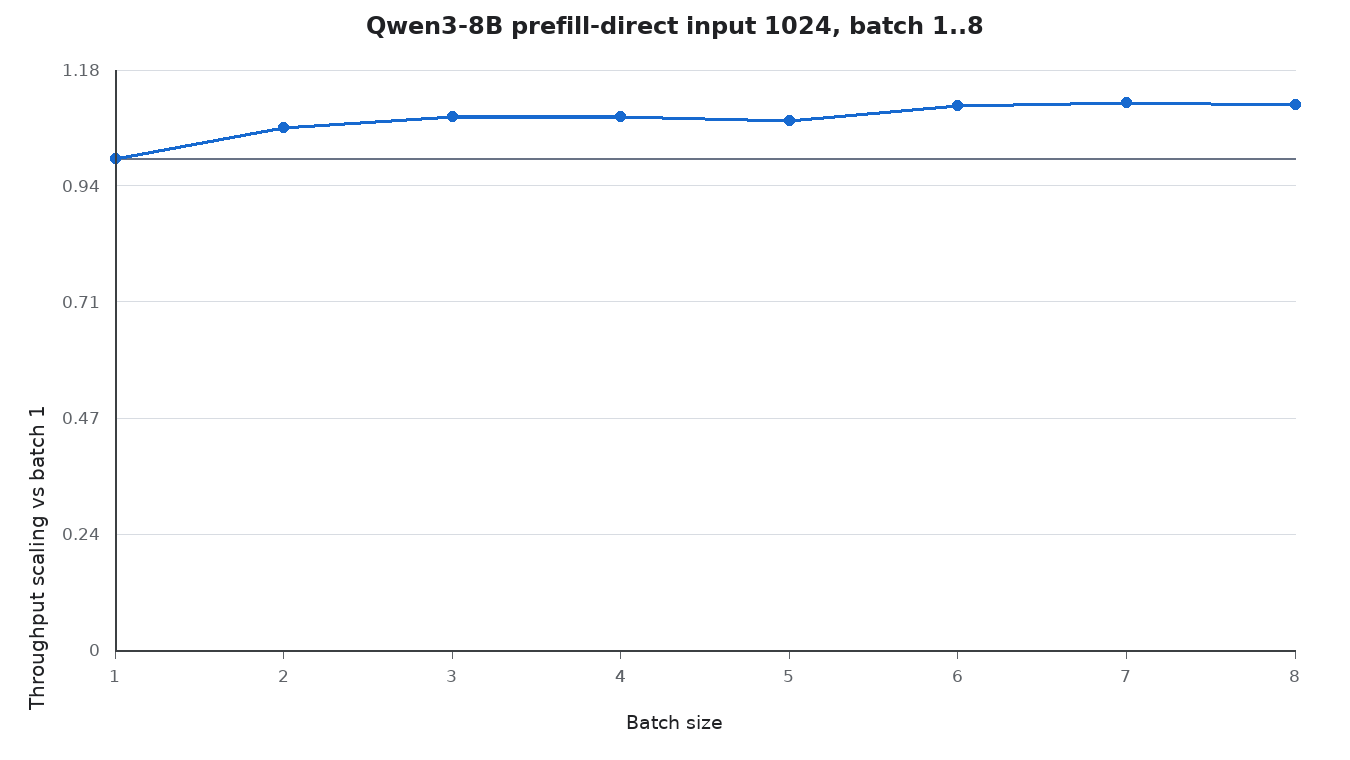 Qwen3-8B prefill-direct input 1024, batch 1..8
1.18
0.94
0.71
0.47
0.24
0
Throughput scaling vs batch 1
1 2 3 4 5 6 7 8
Batch size